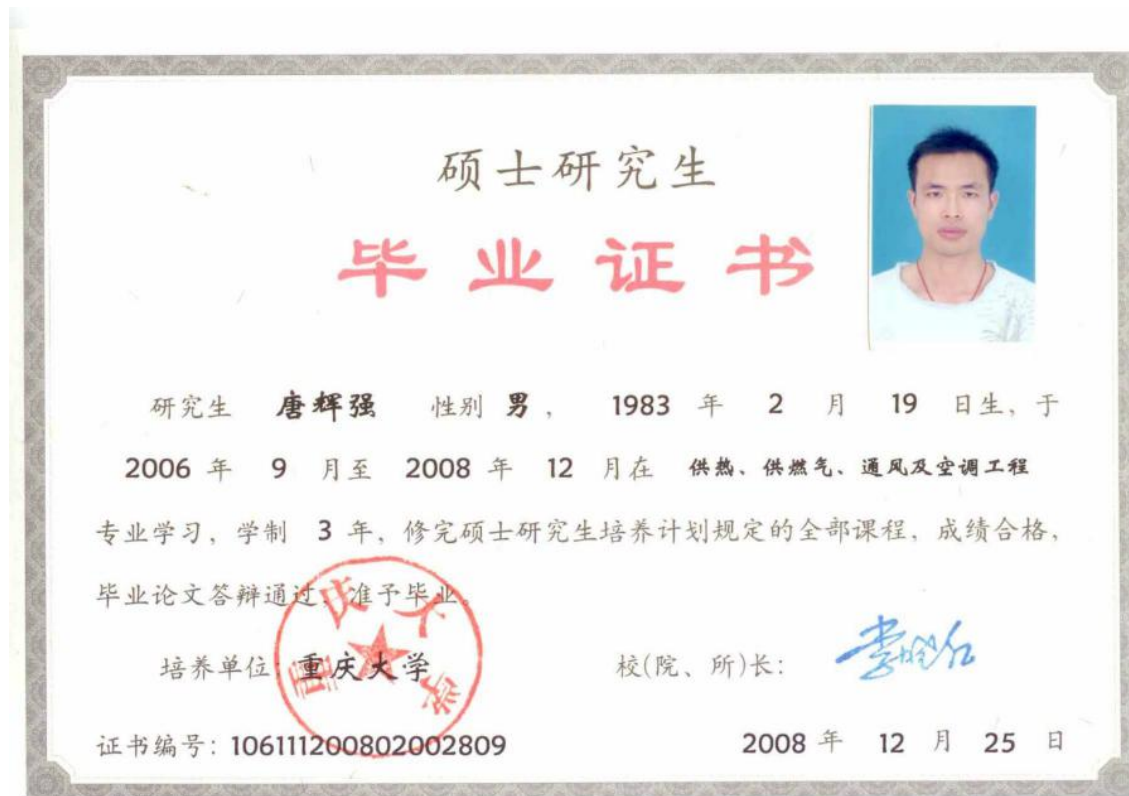 硕士研究生
毕业证书
研究生 唐辉强 性别 男， 1983 年 2 月 19 日生，于
2006 年 9 月至 2008 年 12 月在 供热、供燃气、通风及空调工程
专业学习，学制 3 年，修完硕士研究生培养计划规定的全部课程，成绩合格，
毕业论文答辩通过，准予毕业。
培养单位：重庆大学 校(院、所)长：
重庆大学
证书编号：106111200802002809 2008 年 12 月 25 日